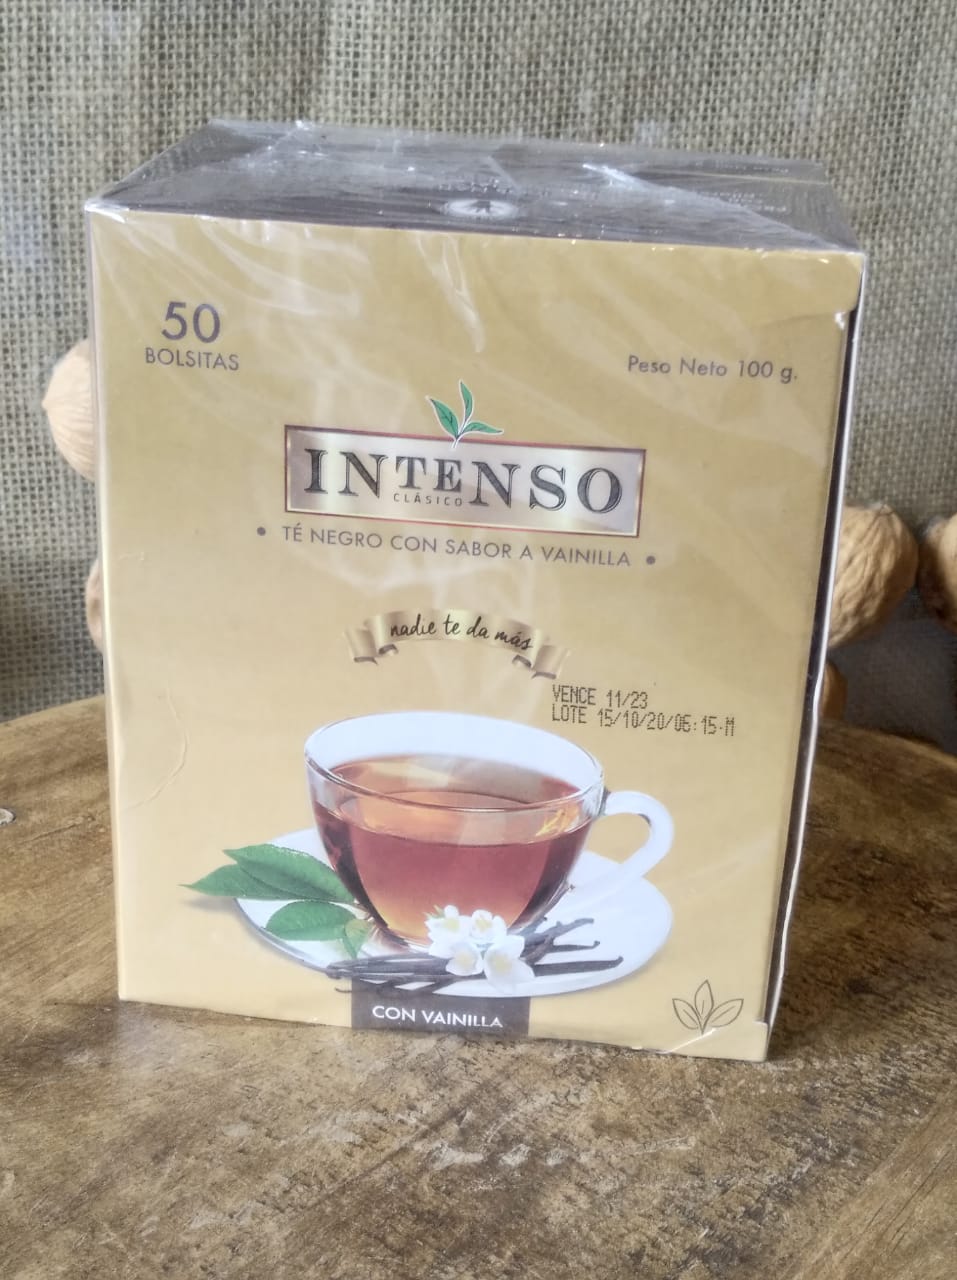 50
BOLSITAS
Peso Neto 100 g.
INTENSO
CLÁSICO
• TÉ NEGRO CON SABOR A VAINILLA •
nadie te da más
VENCE 11/23
LOTE 15/10/20/06:15-M
CON VAINILLA